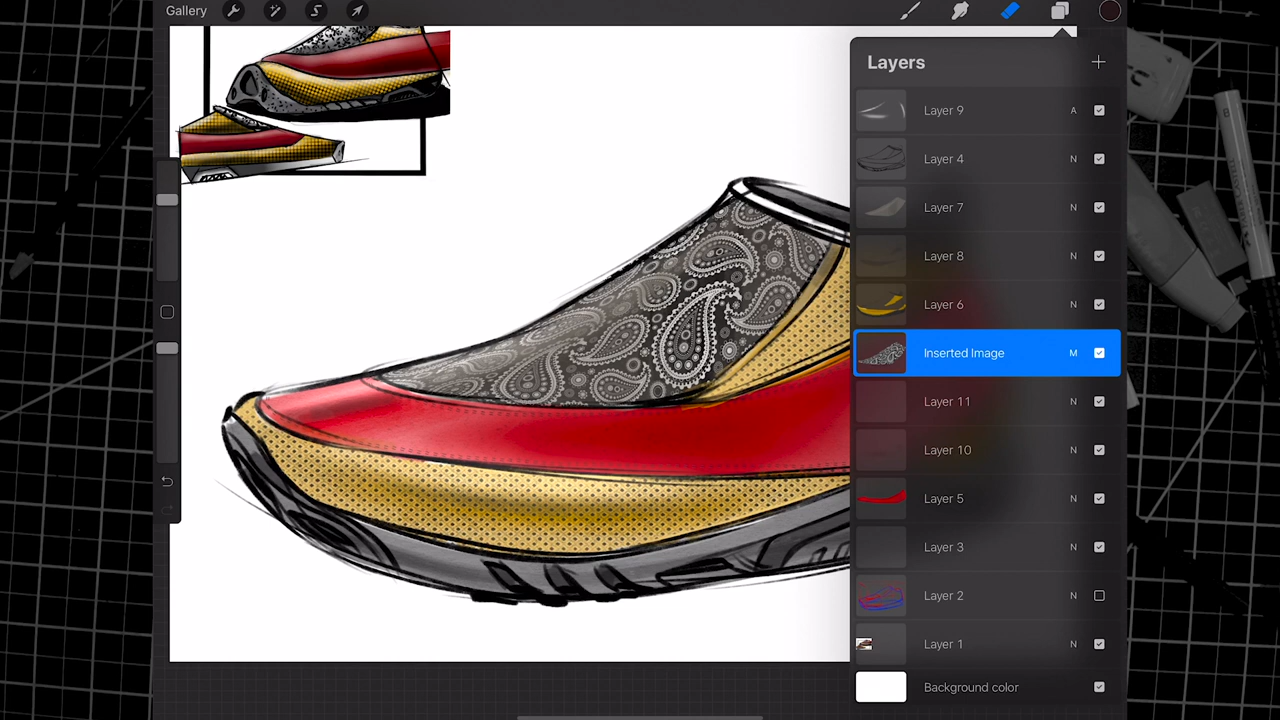 Gallery
Layers
Layer 9 A
Layer 4 N
Layer 7 N
Layer 8 N
Layer 6 N
Inserted Image M
Layer 11 N
Layer 10 N
Layer 5 N
Layer 3 N
Layer 2 N
Layer 1 N
Background color